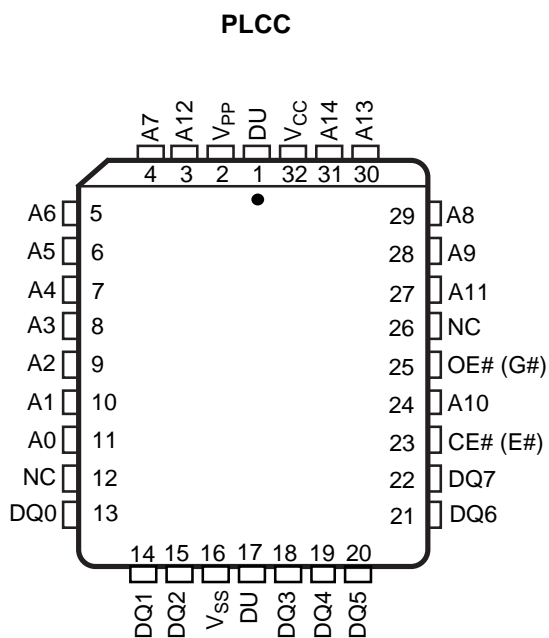 PLCC
A7 A12 VPP DU VCC A14 A13
4 3 2 1 32 31 30
A6 5 29 A8
A5 6 28 A9
A4 7 27 A11
A3 8 26 NC
A2 9 25 OE# (G#)
A1 10 24 A10
A0 11 23 CE# (E#)
NC 12 22 DQ7
DQ0 13 21 DQ6
14 15 16 17 18 19 20
DQ1 DQ2 VSS DU DQ3 DQ4 DQ5